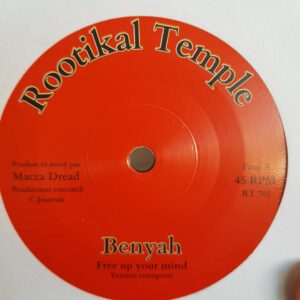 Rootikal Temple
Produit et mixé par
Macca Dread
Producteur executif:
C.Jouneau
Face A
45 RPM
RT 701
Benyah
Free up your mind
Version trompette